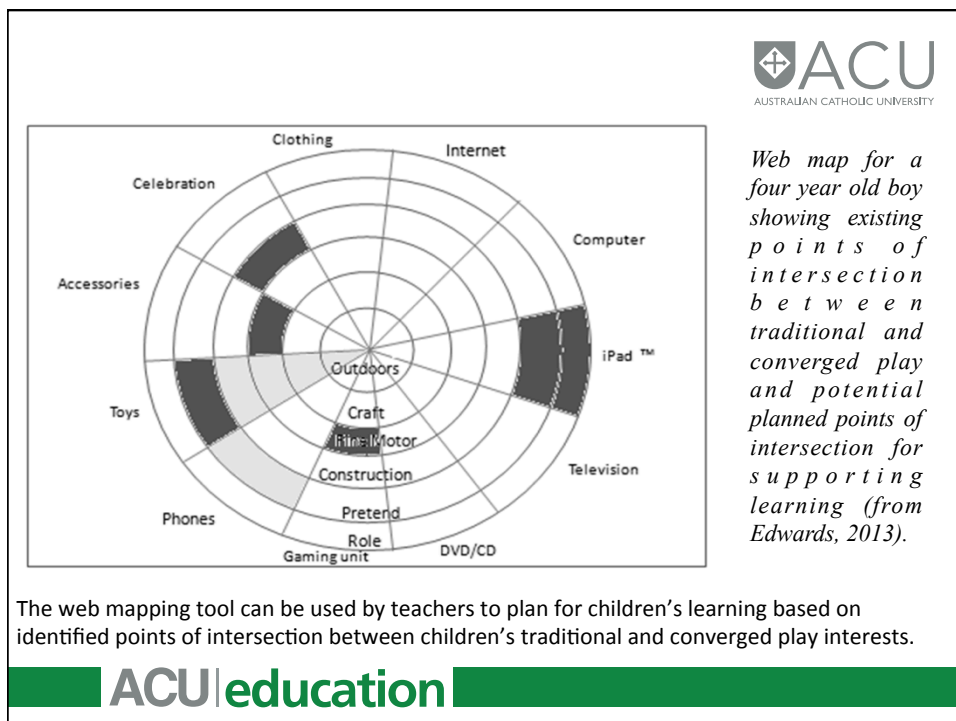 ACU
AUSTRALIAN CATHOLIC UNIVERSITY
Clothing
Internet
Celebration
Computer
Accessories
iPad ™
Toys
Outdoors
Craft
Fine Motor
Construction
Television
Pretend
Phones
Role
Gaming unit
DVD/CD
Web map for a
four year old boy
showing existing
points of
intersection
between
traditional and
converged play
and potential
planned points of
intersection for
supporting
learning (from
Edwards, 2013).
The web mapping tool can be used by teachers to plan for children's learning based on
identified points of intersection between children's traditional and converged play interests.
ACU education